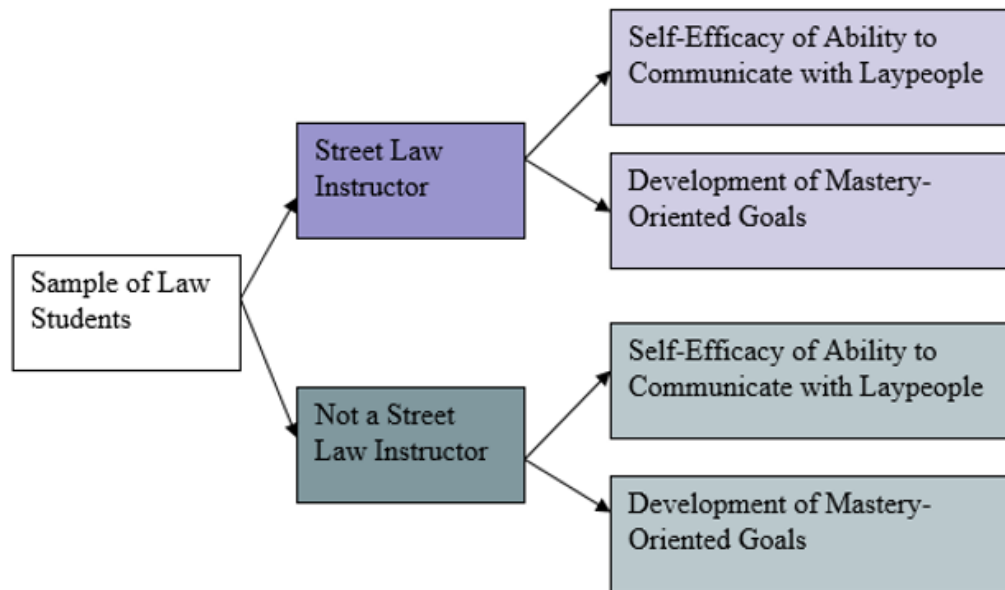 Self-Efficacy of Ability to
Communicate with Laypeople
Street Law
Instructor
Development of Mastery-
Oriented Goals
Sample of Law
Students
Self-Efficacy of Ability to
Communicate with Laypeople
Not a Street
Law Instructor
Development of Mastery-
Oriented Goals